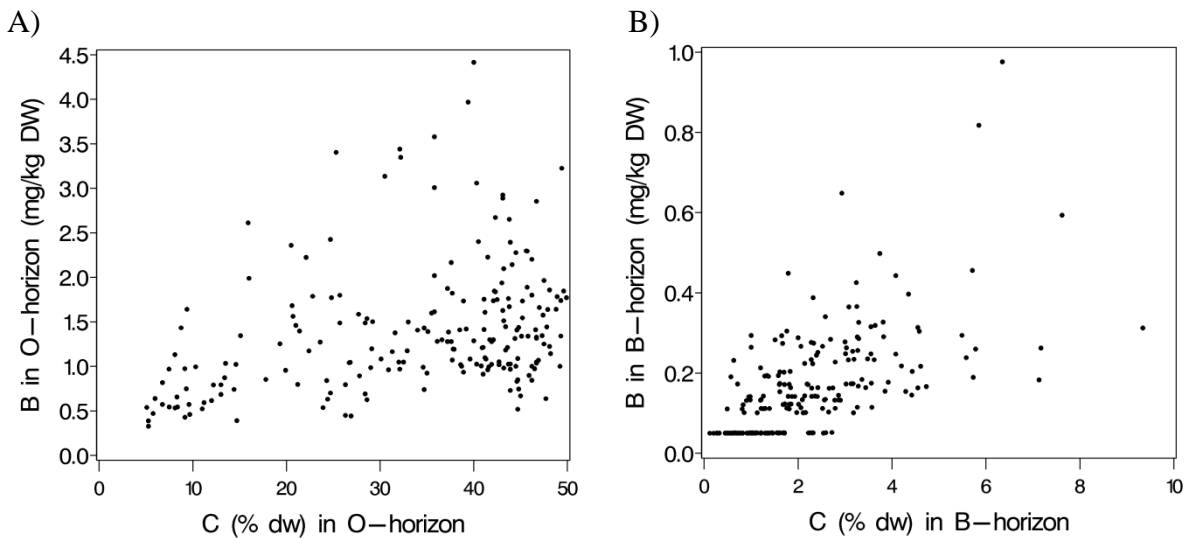 A)
B in O-horizon (mg/kg DW)
4.5
4.0
3.5
3.0
2.5
2.0
1.5
1.0
0.5
0.0
0 10 20 30 40 50
C (% dw) in O-horizon
B)
B in B-horizon (mg/kg DW)
1.0
0.8
0.6
0.4
0.2
0.0
0 2 4 6 8 10
C (% dw) in B-horizon